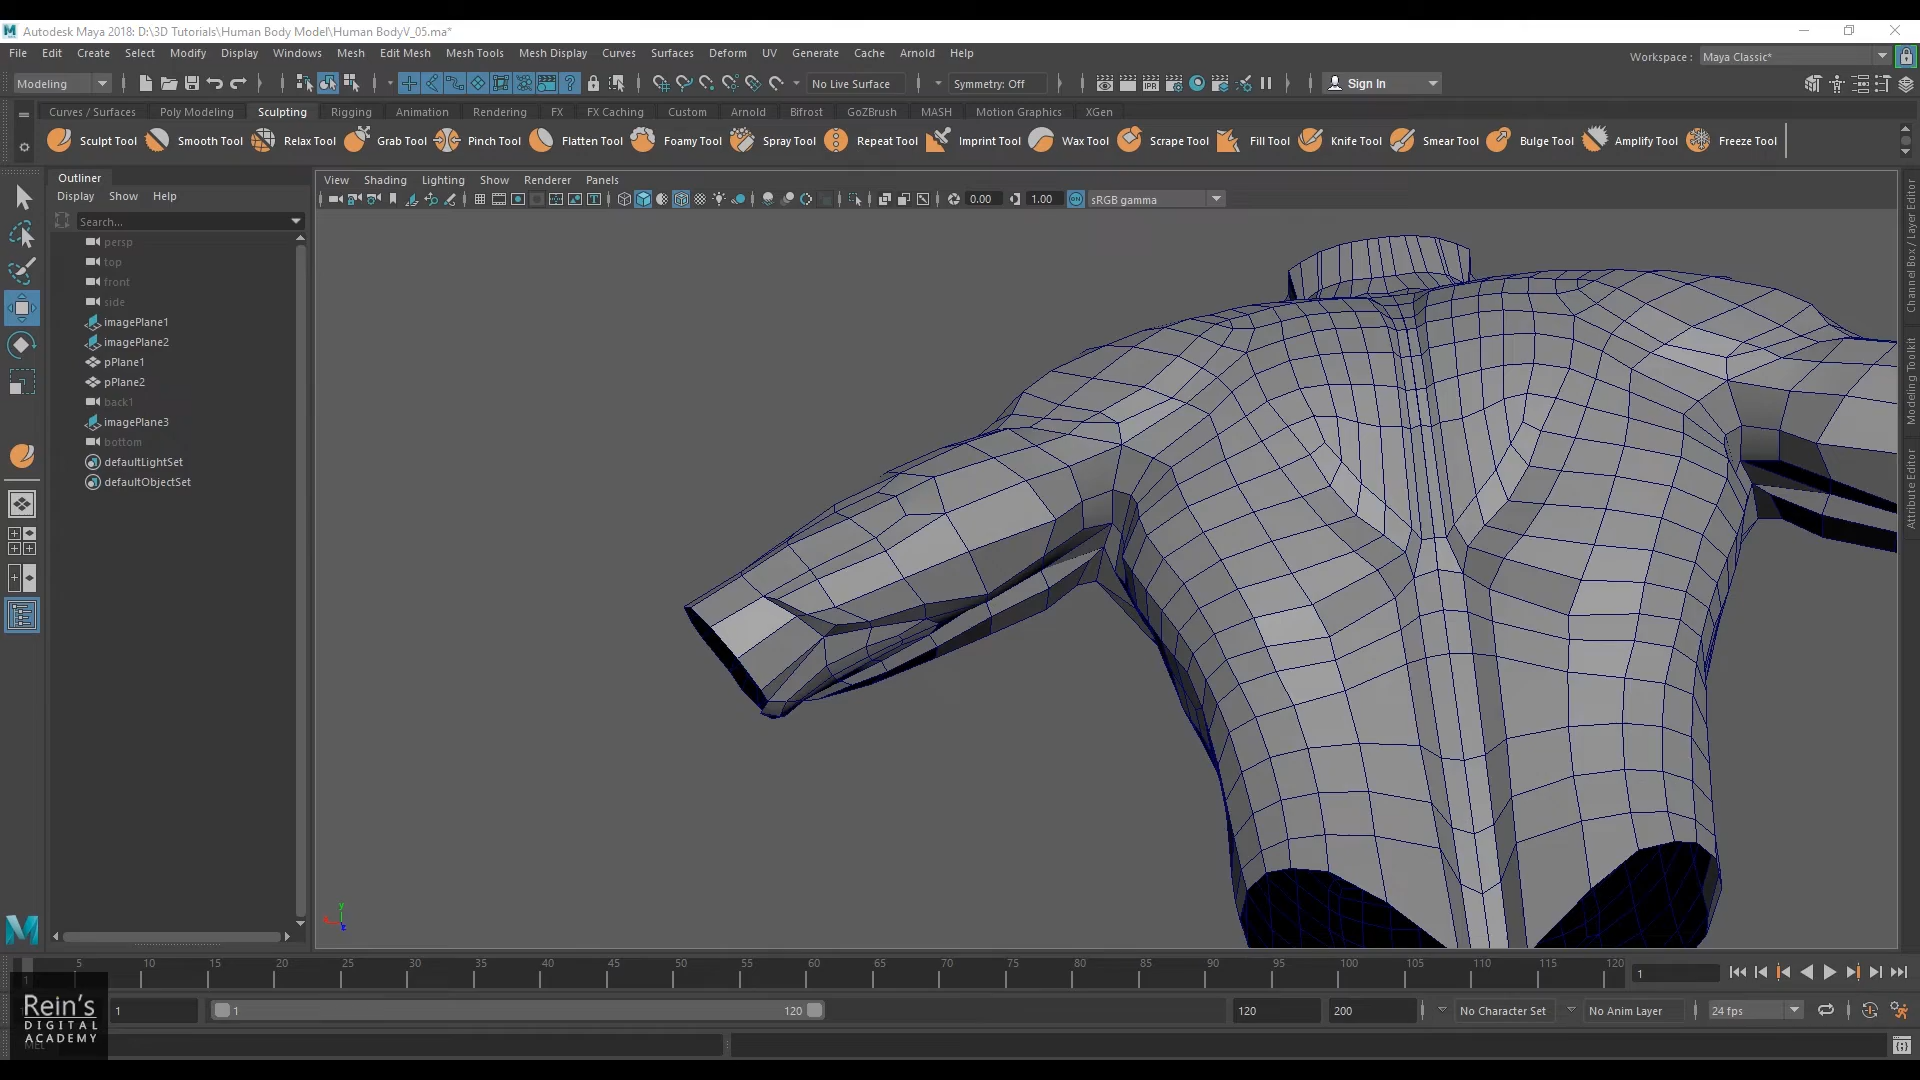 Autodesk Maya 2018: D:\3D Tutorials\Human Body Model\Human BodyV_05.ma*
File Edit Create Select Modify Display Windows Mesh Edit Mesh Mesh Tools Mesh Display Curves Surfaces Deform UV Generate Cache Arnold Help
Workspace : Maya Classic*
Modeling No Live Surface Symmetry: Off Sign In
Curves / Surfaces Poly Modeling Sculpting Rigging Animation Rendering FX FX Caching Custom Arnold Bifrost GoZBrush MASH Motion Graphics XGen
Sculpt Tool Smooth Tool Relax Tool Grab Tool Pinch Tool Flatten Tool Foamy Tool Spray Tool Repeat Tool Imprint Tool Wax Tool Scrape Tool Fill Tool Knife Tool Smear Tool Bulge Tool Amplify Tool Freeze Tool
Outliner
Display Show Help
Search...
persp
top
front
side
imagePlane1
imagePlane2
pPlane1
pPlane2
back1
imagePlane3
bottom
defaultLightSet
defaultObjectSet
View Shading Lighting Show Renderer Panels
0.00 1.00 ON sRGB gamma
Channel Box / Layer Editor
Modeling Toolkit
Attribute Editor
y
5 10 15 20 25 30 35 40 45 50 55 60 65 70 75 80 85 90 95 100 105 110 115 120
1
1 1 120 120 200 No Character Set No Anim Layer 24 fps
Rein's
DIGITAL
ACADEMY
MEL